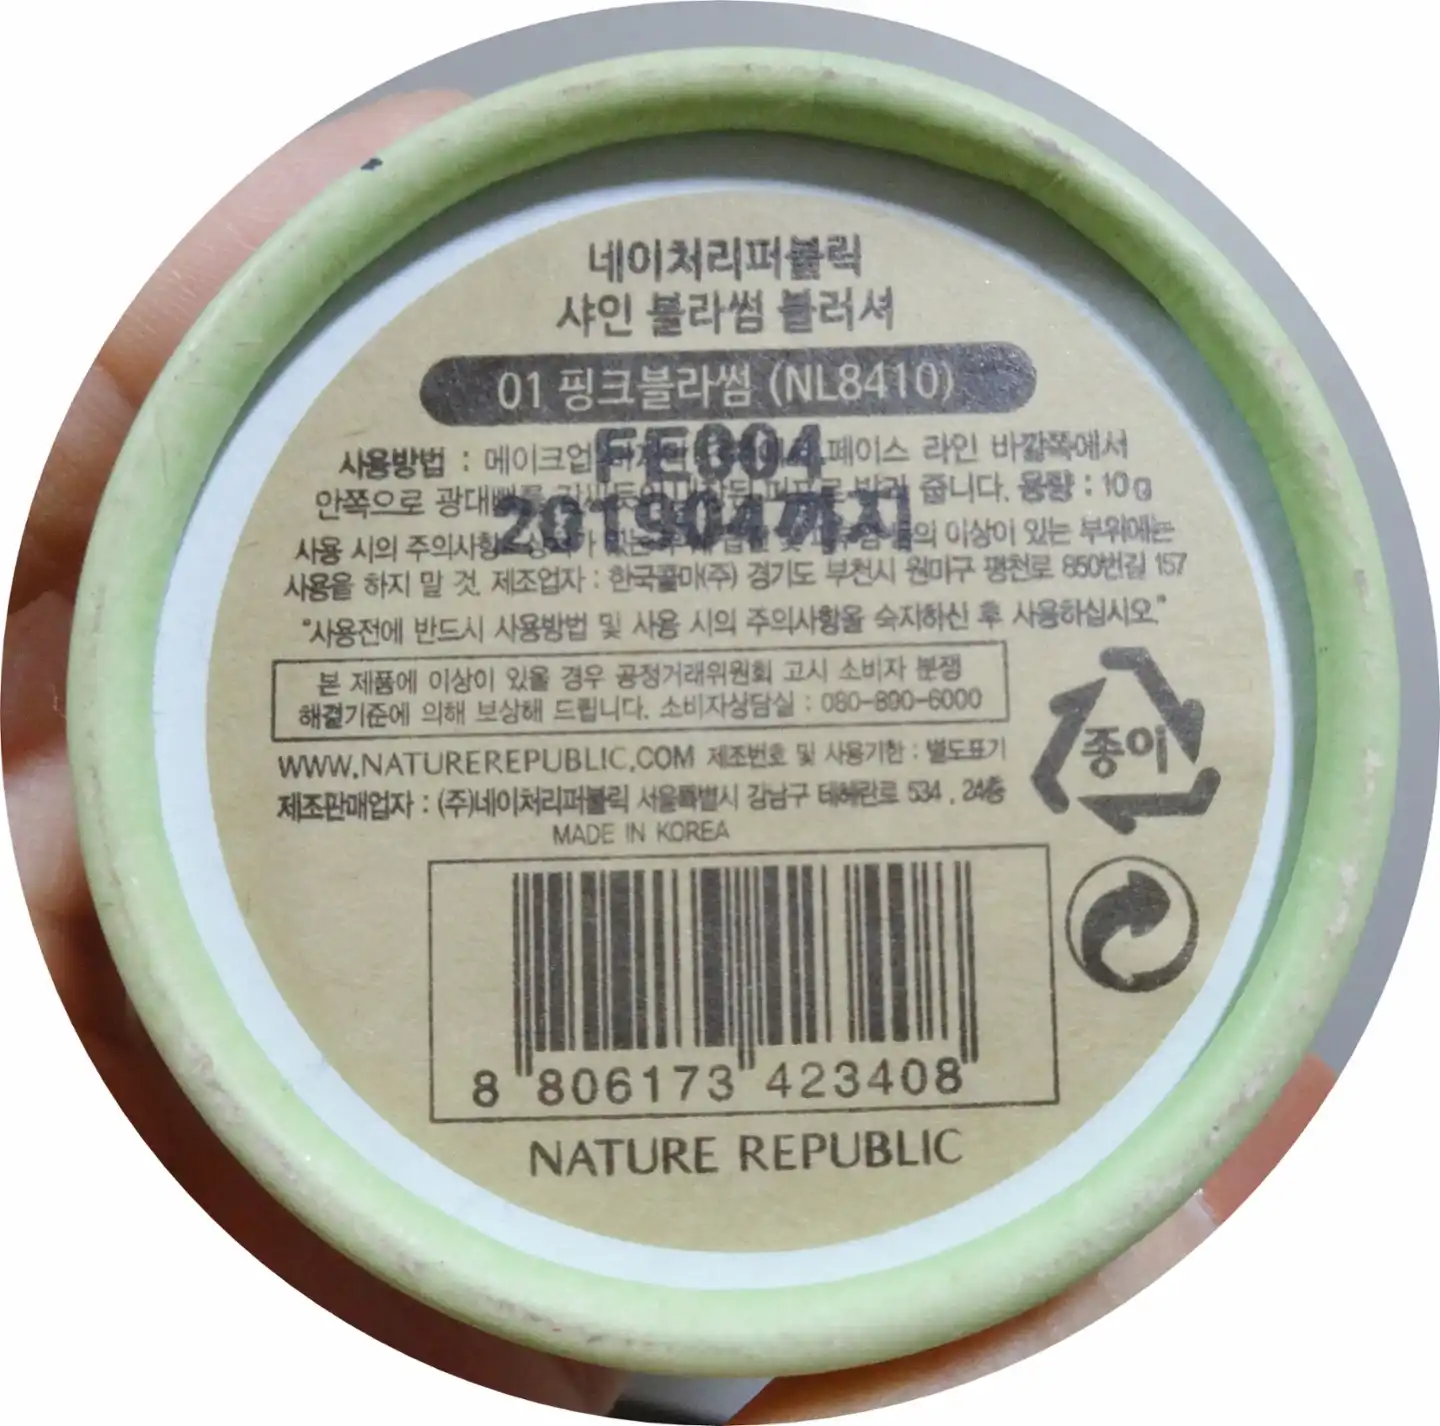 네이처리퍼블릭
샤인 블라썸 블러셔
01 핑크블라썸 (NL8410)
FE004
201904까지
사용방법 : 메이크업 페이스 라인 바깥쪽에서
안쪽으로 광대뼈를 발라 줍니다. 용량 : 10g
사용 시의 주의사항 : 등의 이상이 있는 부위에는
사용을 하지 말 것. 제조업자 : 한국콜마(주) 경기도 부천시 원미구 평천로 850번길 157
"사용전에 반드시 사용방법 및 사용 시의 주의사항을 숙지하신 후 사용하십시오."
본 제품에 이상이 있을 경우 공정거래위원회 고시 소비자 분쟁
해결기준에 의해 보상해 드립니다. 소비자상담실 : 080-890-6000
종이
WWW.NATUREREPUBLIC.COM 제조번호 및 사용기한 : 별도표기
제조판매업자 : (주)네이처리퍼블릭 서울특별시 강남구 테헤란로 534 , 24층
MADE IN KOREA
8 806173 423408
NATURE REPUBLIC